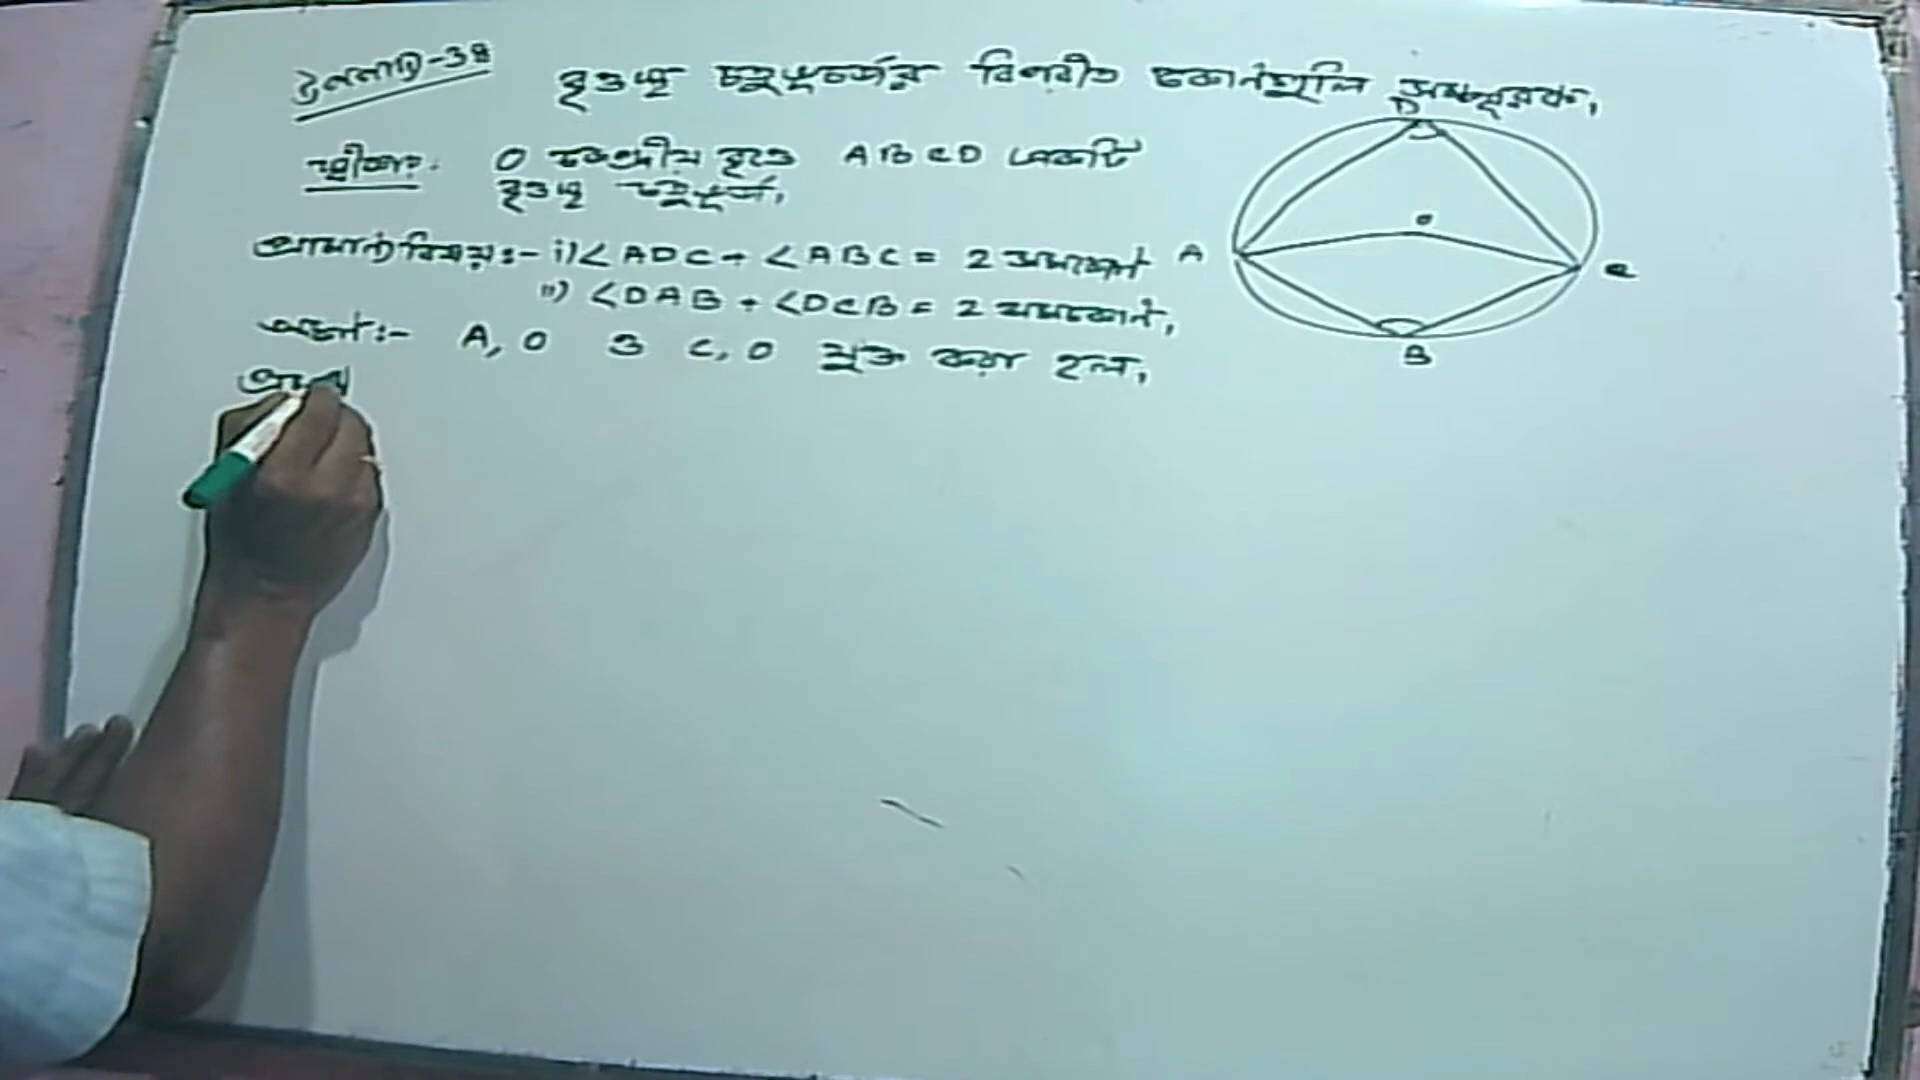 উপপাদ্য-38 বৃত্তস্থ চতুর্ভুজের বিপরীত কোণগুলি সম্পূরক।
স্বীকার: O কেন্দ্রীয় বৃত্তে ABCD একটি
বৃত্তস্থ চতুর্ভুজ।
প্রামাণ্য বিষয়:- i) ∠ADC + ∠ABC = 2 সমকোণ
ii) ∠DAB + ∠DCB = 2 সমকোণ।
অঙ্কন:- A, O ও C, O যুক্ত করা হল।
D
O
A
C
B